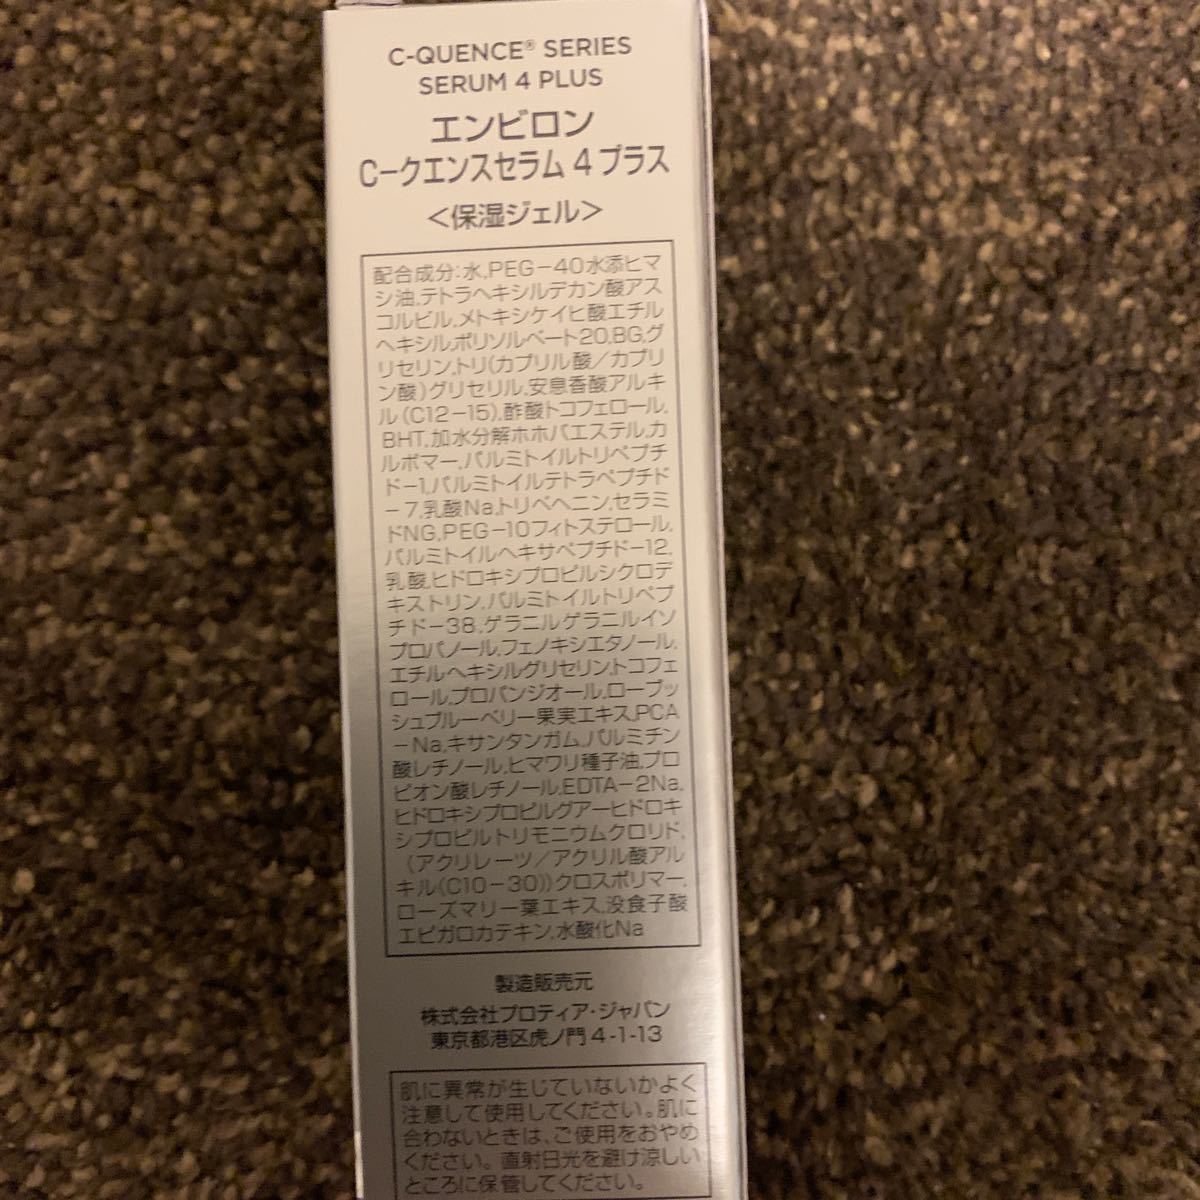 C-QUENCE® SERIES
SERUM 4 PLUS
エンビロン
C-クエンスセラム 4 プラス
<保湿ジェル>
配合成分:水,PEG-40水添ヒマ
シ油,テトラヘキシルデカン酸アス
コルビル,メトキシケイヒ酸エチル
ヘキシル,ポリソルベート20,BG,グ
リセリン,トリ(カプリル酸/カプリ
ン酸)グリセリル,安息香酸アルキ
ル(C12-15),酢酸トコフェロール,
BHT,加水分解ホホバエステル,カ
ルボマー,パルミトイルトリペプチ
ド-1,パルミトイルテトラペプチド
-7,乳酸Na,トリベヘニン,セラミ
ドNG,PEG-10フィトステロール,
パルミトイルヘキサペプチド-12,
乳酸,ヒドロキシプロピルシクロデ
キストリン,パルミトイルトリペプ
チド-38,ゲラニルゲラニルイソ
プロパノール,フェノキシエタノール,
エチルヘキシルグリセリン,トコフェ
ロール,プロパンジオール,ローブッ
シュブルーベリー果実エキス,PCA
-Na,キサンタンガム,パルミチン
酸レチノール,ヒマワリ種子油,プロ
ピオン酸レチノール,EDTA-2Na,
ヒドロキシプロピルグアーヒドロキ
シプロピルトリモニウムクロリド,
(アクリレーツ/アクリル酸アル
キル(C10-30))クロスポリマー,
ローズマリー葉エキス,没食子酸
エピガロカテキン,水酸化Na
製造販売元
株式会社プロティア・ジャパン
東京都港区虎ノ門 4-1-13
肌に異常が生じていないかよく
注意して使用してください。肌に
合わないときは、ご使用をおやめ
ください。直射日光を避け涼しい
ところに保管してください。